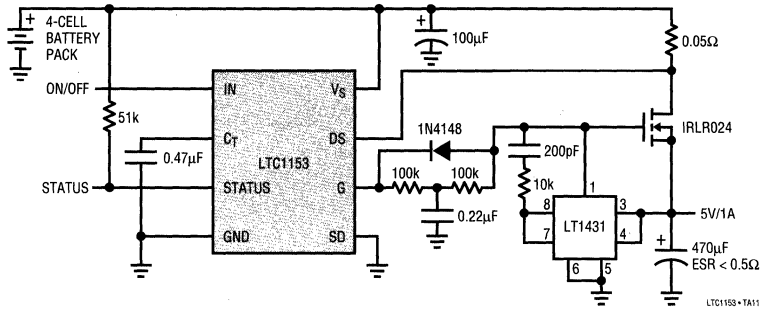 +
4-CELL
BATTERY
PACK
+
100µF
0.05Ω
ON/OFF
IN
VS
51k
1N4148
IRLR024
CT
DS
0.47µF
LTC1153
200pF
100k
100k
10k
STATUS
STATUS
G
1
0.22µF
8
3
5V/1A
LT1431
7
4
GND
SD
+
470µF
ESR < 0.5Ω
6
5
LTC1153 • TA11